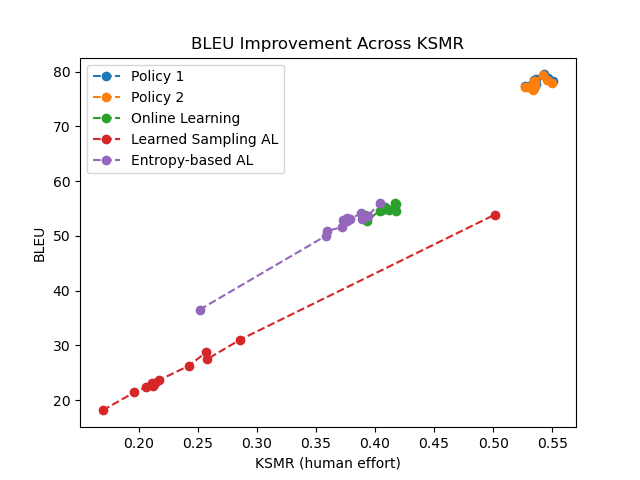 BLEU Improvement Across KSMR
Policy 1
Policy 2
Online Learning
Learned Sampling AL
Entropy-based AL
BLEU
80
70
60
50
40
30
20
0.20 0.25 0.30 0.35 0.40 0.45 0.50 0.55
KSMR (human effort)